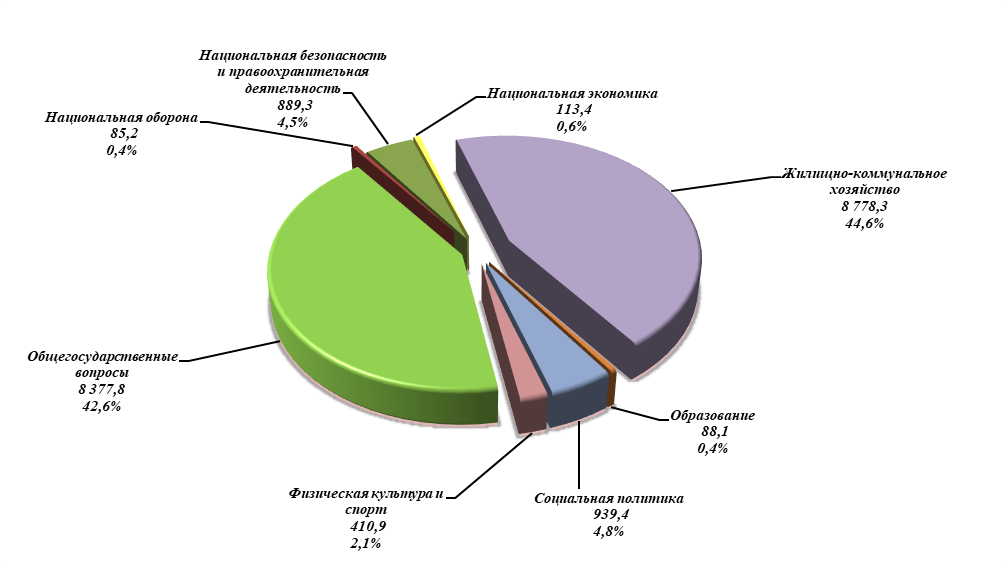 Национальная безопасность
и правоохранительная
деятельность
889,3
4,5%
Национальная экономика
113,4
0,6%
Национальная оборона
85,2
0,4%
Жилищно-коммунальное
хозяйство
8 778,3
44,6%
Общегосударственные
вопросы
8 377,8
42,6%
Образование
88,1
0,4%
Физическая культура и
спорт
410,9
2,1%
Социальная политика
939,4
4,8%